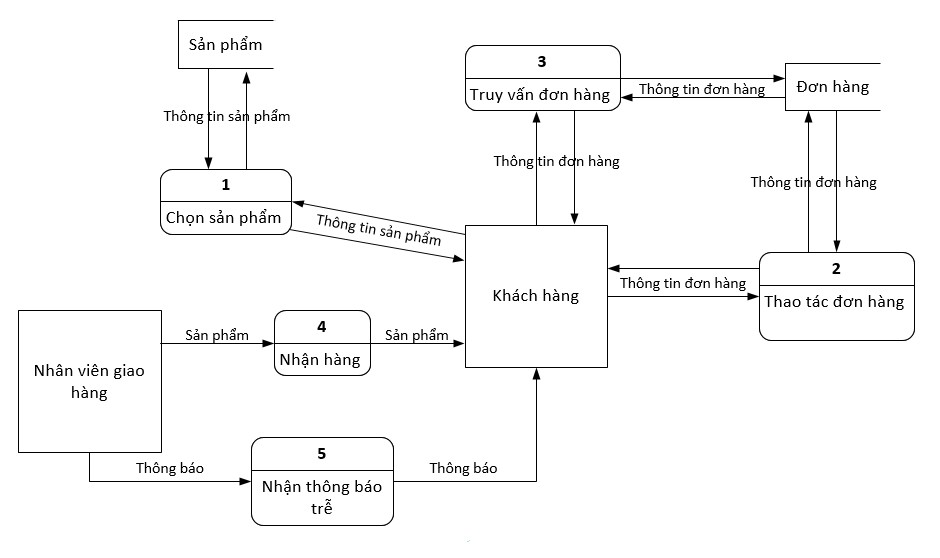 Sản phẩm
3
Truy vấn đơn hàng
Thông tin đơn hàng
Đơn hàng
Thông tin sản phẩm
Thông tin đơn hàng
Thông tin đơn hàng
1
Chọn sản phẩm
Thông tin sản phẩm
Khách hàng
Thông tin đơn hàng
2
Thao tác đơn hàng
Nhân viên giao
hàng
Sản phẩm
4
Nhận hàng
Sản phẩm
Thông báo
5
Nhận thông báo
trễ
Thông báo